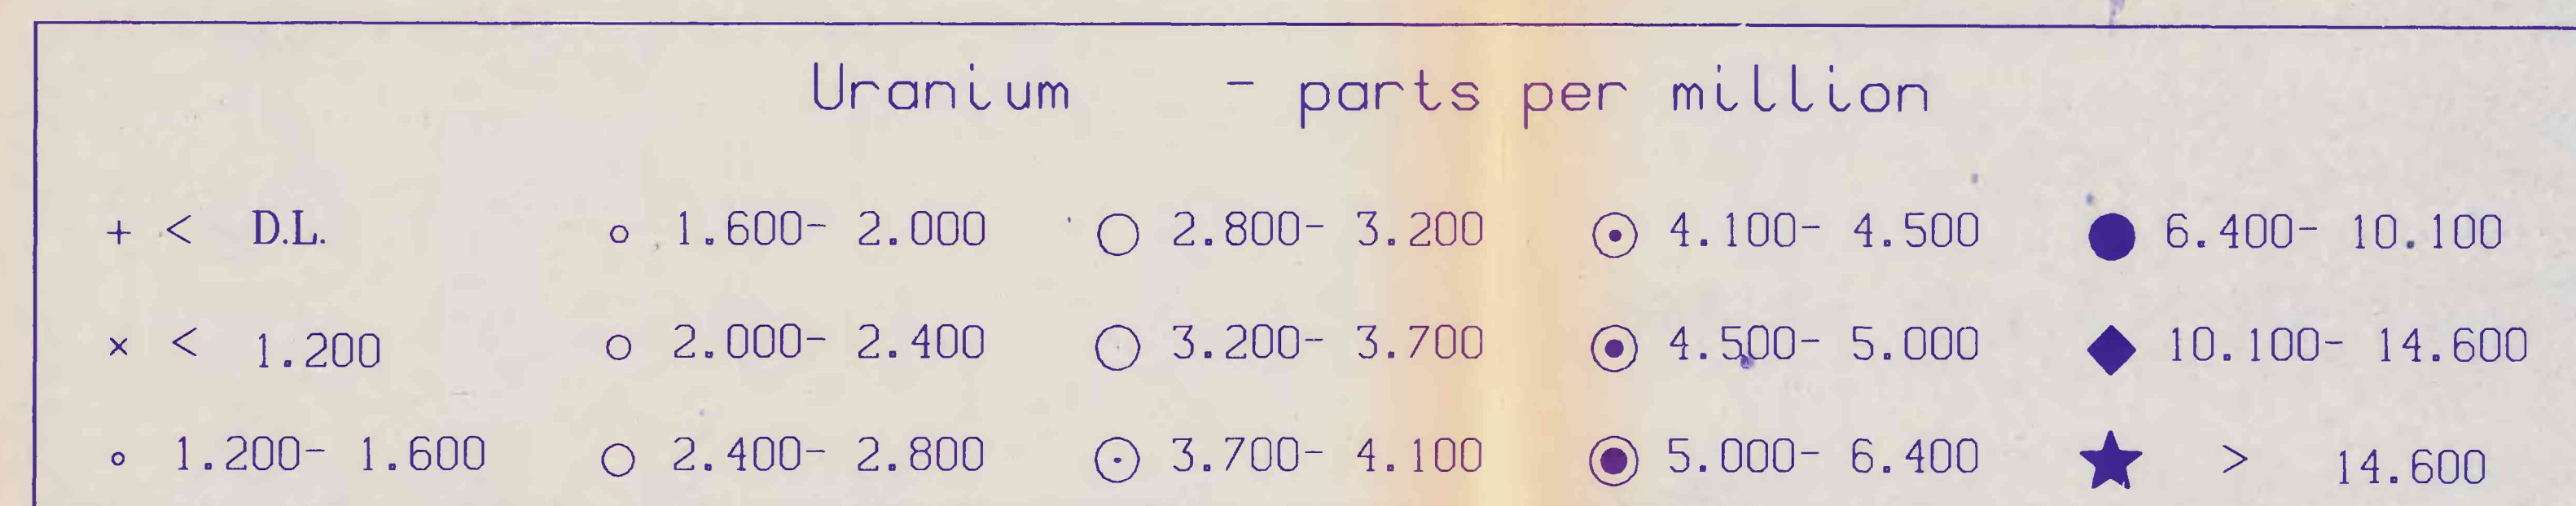 Uranium - parts per million
+ < D.L. 1.600- 2.000 2.800- 3.200 4.100- 4.500 6.400- 10.100
× < 1.200 2.000- 2.400 3.200- 3.700 4.500- 5.000 10.100- 14.600
1.200- 1.600 2.400- 2.800 3.700- 4.100 5.000- 6.400 > 14.600